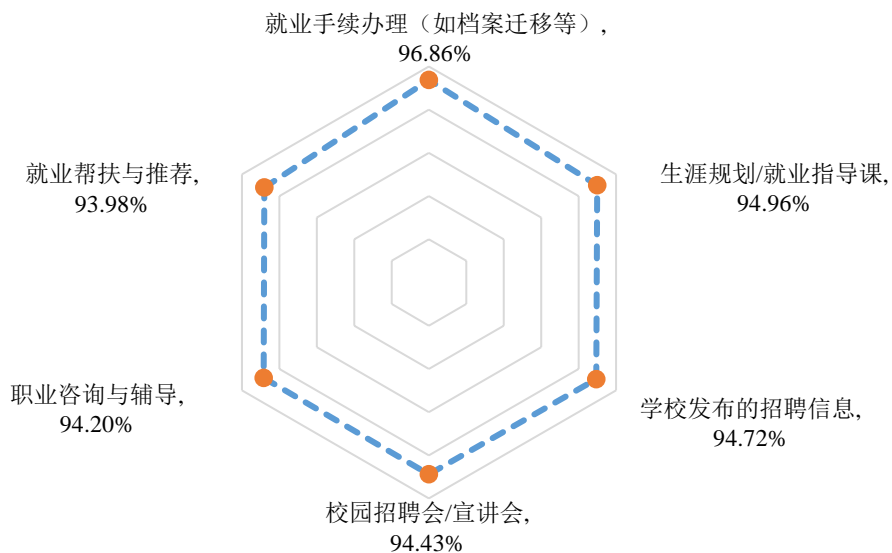 就业手续办理（如档案迁移等）,
96.86%
就业帮扶与推荐,
93.98%
生涯规划/就业指导课,
94.96%
职业咨询与辅导,
94.20%
学校发布的招聘信息,
94.72%
校园招聘会/宣讲会,
94.43%